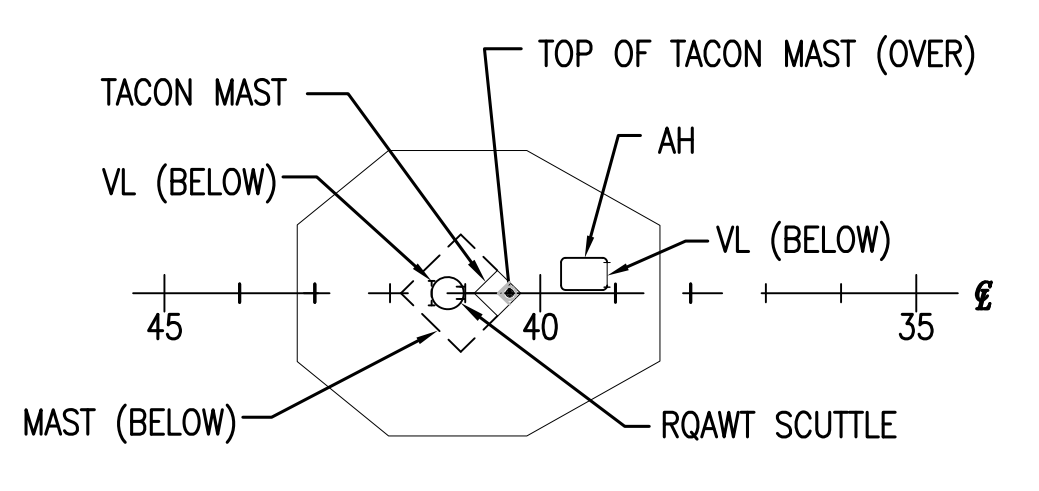 TOP OF TACON MAST (OVER)
TACON MAST
AH
VL (BELOW)
VL (BELOW)
℄
45
40
35
MAST (BELOW)
RQAWT SCUTTLE